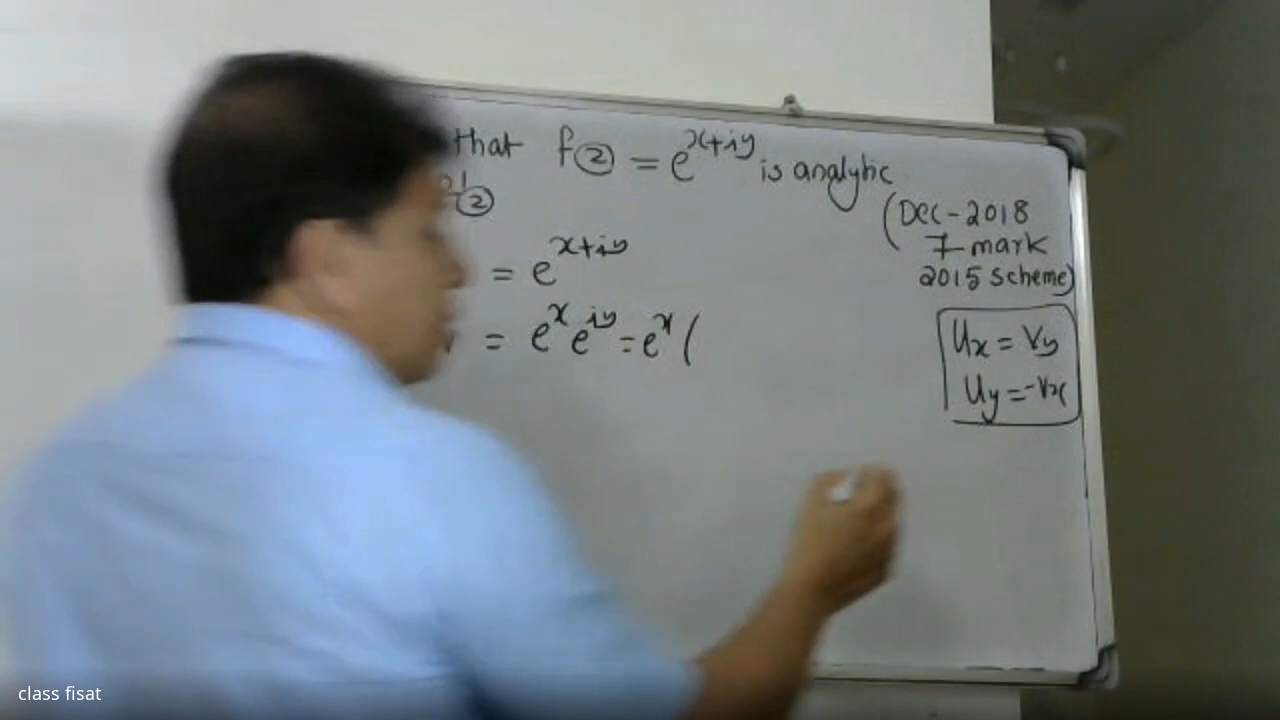 that f(z) = e^{x+iy} is analytic
(z)
(Dec-2018
7 mark
2015 scheme)
= e^{x+iy}
= e^x e^{iy} = e^x (
Ux = Vy
Uy = -Vx
class fisat